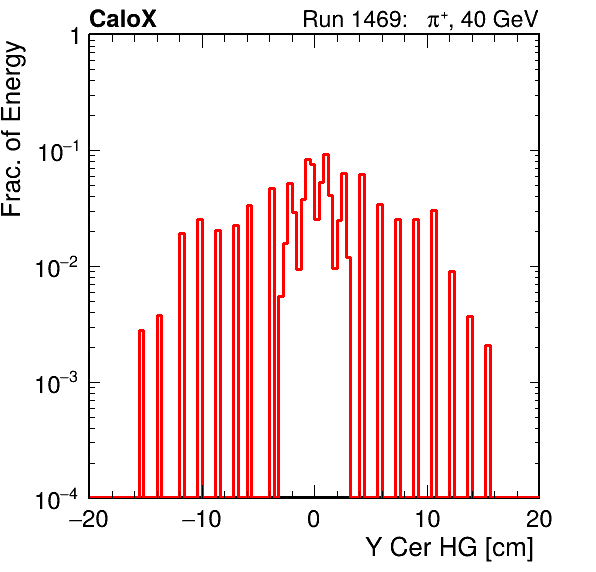 CaloX Run 1469: π⁺, 40 GeV
Frac. of Energy
1
10⁻¹
10⁻²
10⁻³
10⁻⁴
−20 −10 0 10 20
Y Cer HG [cm]